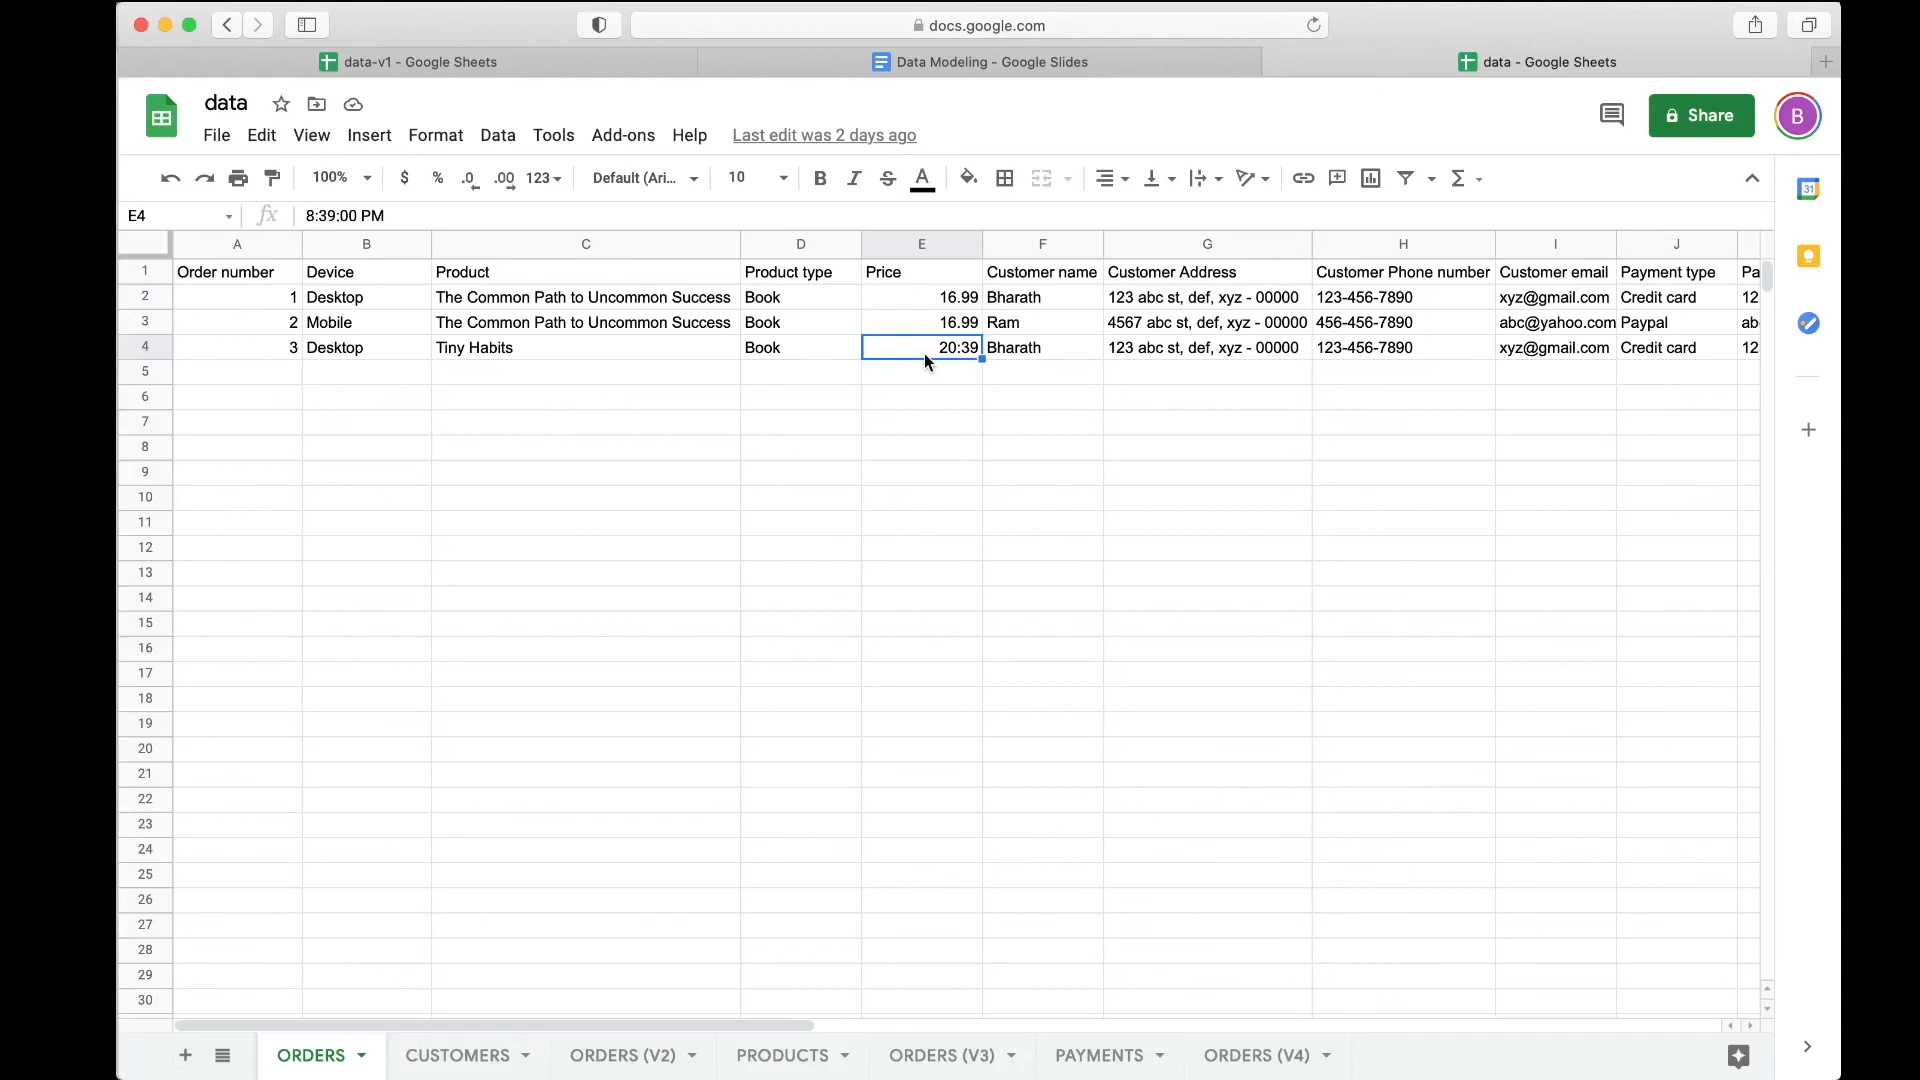 docs.google.com
data-v1 - Google Sheets
Data Modeling - Google Slides
data - Google Sheets
data
File Edit View Insert Format Data Tools Add-ons Help Last edit was 2 days ago
Share
B
100% $ % .0 .00 123 Default (Ari... 10 B I S A Σ
31
E4 fx 8:39:00 PM
A B C D E F G H I J
1 Order number Device Product Product type Price Customer name Customer Address Customer Phone number Customer email Payment type Pa
2 1 Desktop The Common Path to Uncommon Success Book 16.99 Bharath 123 abc st, def, xyz - 00000 123-456-7890 xyz@gmail.com Credit card 12
3 2 Mobile The Common Path to Uncommon Success Book 16.99 Ram 4567 abc st, def, xyz - 00000 456-456-7890 abc@yahoo.com Paypal ab
4 3 Desktop Tiny Habits Book 20:39 Bharath 123 abc st, def, xyz - 00000 123-456-7890 xyz@gmail.com Credit card 12
5
6
7
8
9
10
11
12
13
14
15
16
17
18
19
20
21
22
23
24
25
26
27
28
29
30
ORDERS CUSTOMERS ORDERS (V2) PRODUCTS ORDERS (V3) PAYMENTS ORDERS (V4)